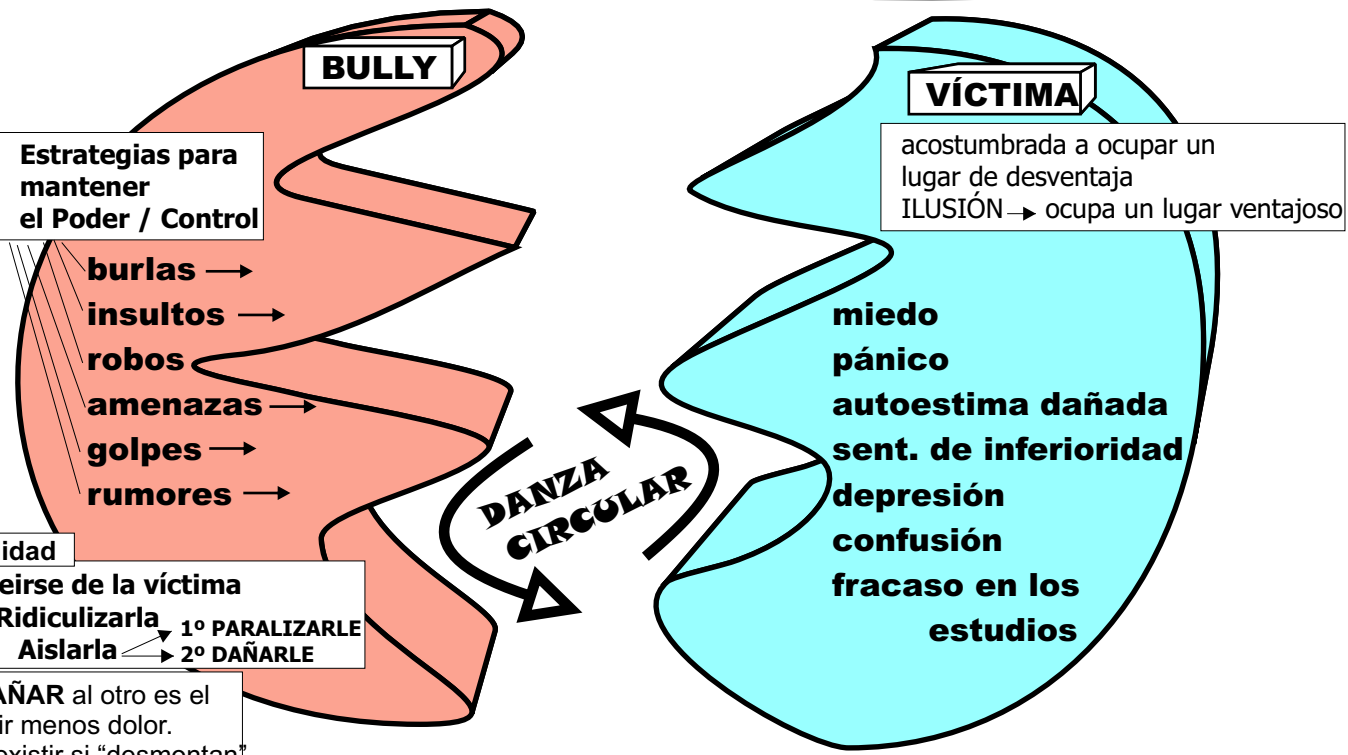 BULLY
Estrategias para
mantener
el Poder / Control
burlas →
insultos →
robos
amenazas →
golpes →
rumores →
idad
eirse de la víctima
Ridiculizarla
Aislarla
1º PARALIZARLE
2º DAÑARLE
AÑAR al otro es el
ir menos dolor.
existir si “desmontan”
DANZA
CIRCULAR
VÍCTIMA
acostumbrada a ocupar un
lugar de desventaja
ILUSIÓN → ocupa un lugar ventajoso
miedo
pánico
autoestima dañada
sent. de inferioridad
depresión
confusión
fracaso en los
estudios